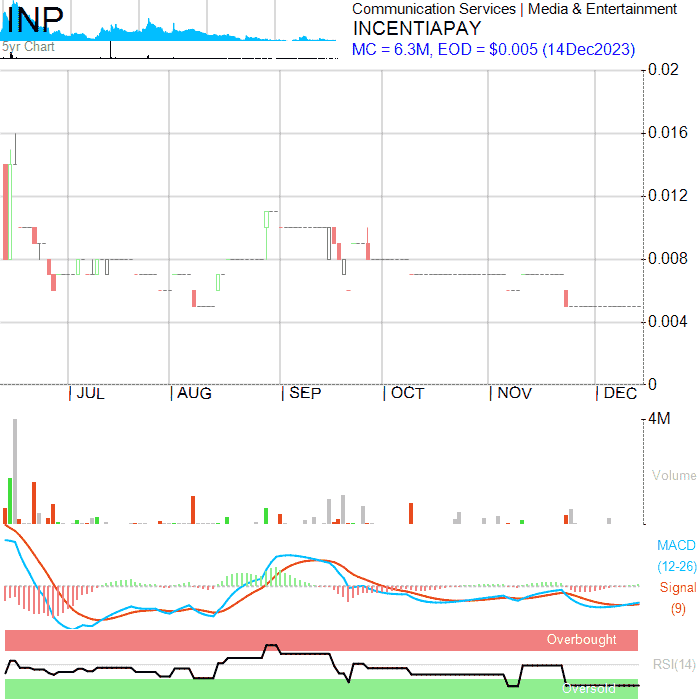 INP
Communication Services | Media & Entertainment
INCENTIAPAY
5yr Chart
MC = 6.3M, EOD = $0.005 (14Dec2023)
0.02
0.016
0.012
0.008
0.004
0
| JUL | AUG | SEP | OCT | NOV | DEC
4M
Volume
MACD
(12-26)
Signal
(9)
Overbought
RSI(14)
Oversold